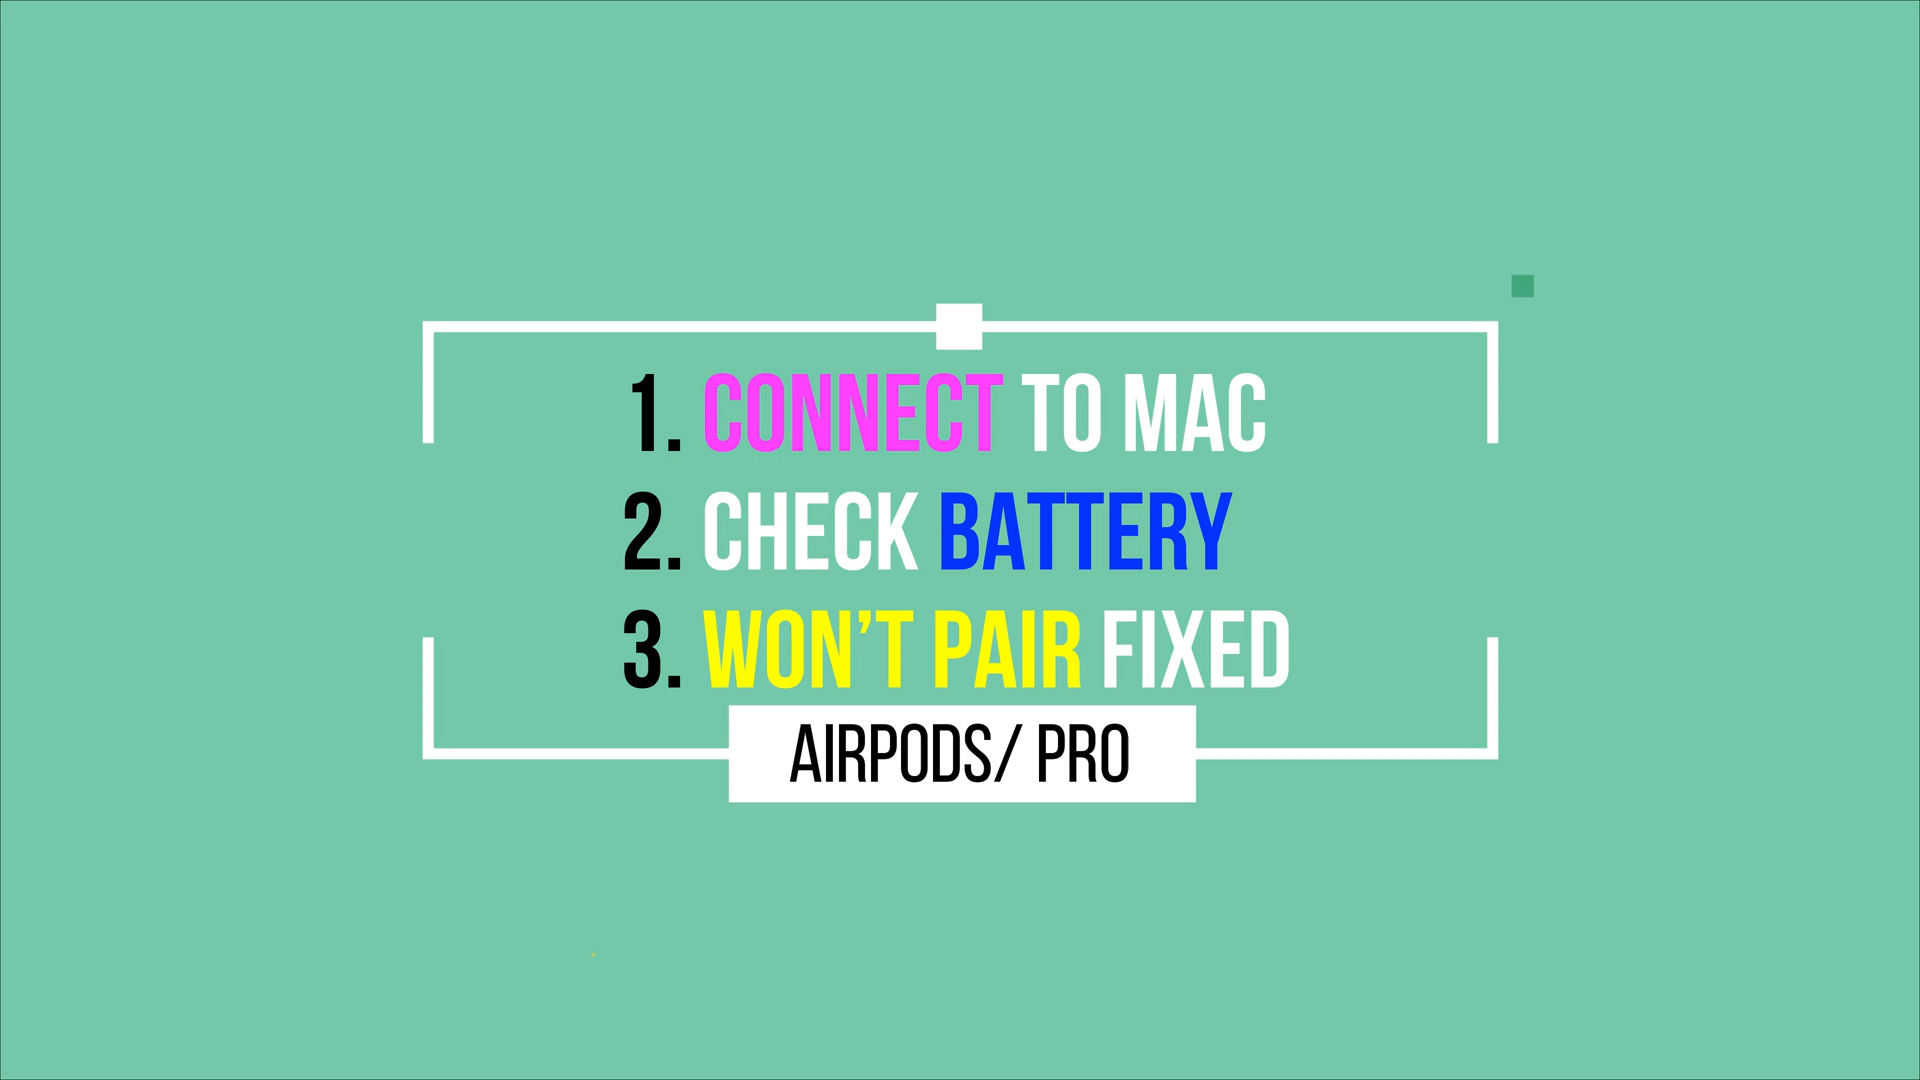 1. CONNECT TO MAC
2. CHECK BATTERY
3. WON’T PAIR FIXED
AIRPODS/ PRO